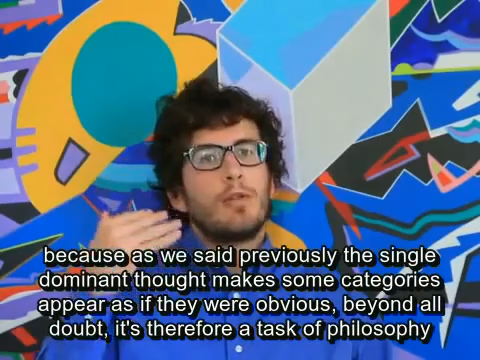 because as we said previously the single
dominant thought makes some categories
appear as if they were obvious, beyond all
doubt, it's therefore a task of philosophy